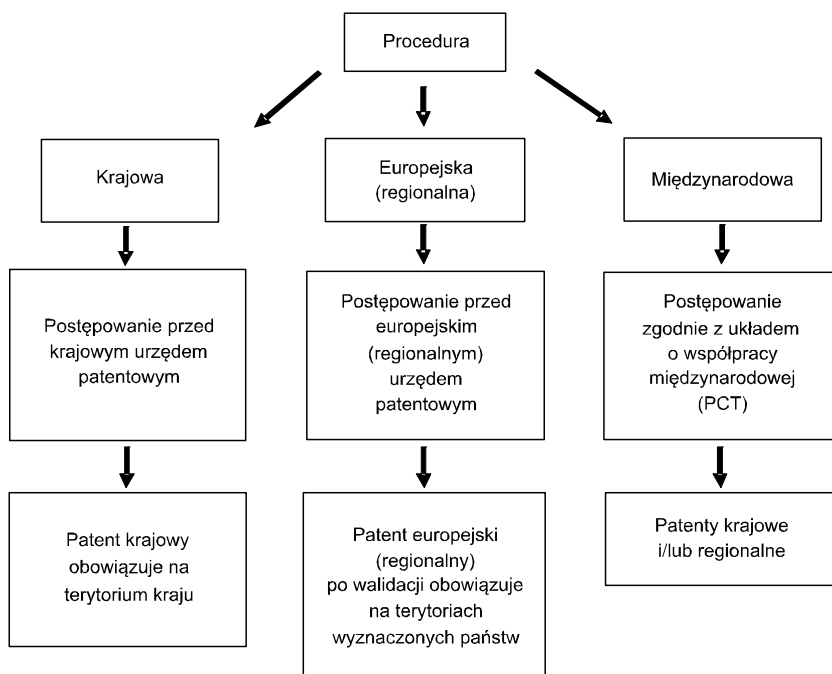 Procedura
Krajowa
Europejska
(regionalna)
Międzynarodowa
Postępowanie przed
krajowym urzędem
patentowym
Postępowanie przed
europejskim
(regionalnym)
urzędem
patentowym
Postępowanie
zgodnie z układem
o współpracy
międzynarodowej
(PCT)
Patent krajowy
obowiązuje na
terytorium kraju
Patent europejski
(regionalny)
po walidacji obowiązuje
na terytoriach
wyznaczonych państw
Patenty krajowe
i/lub regionalne